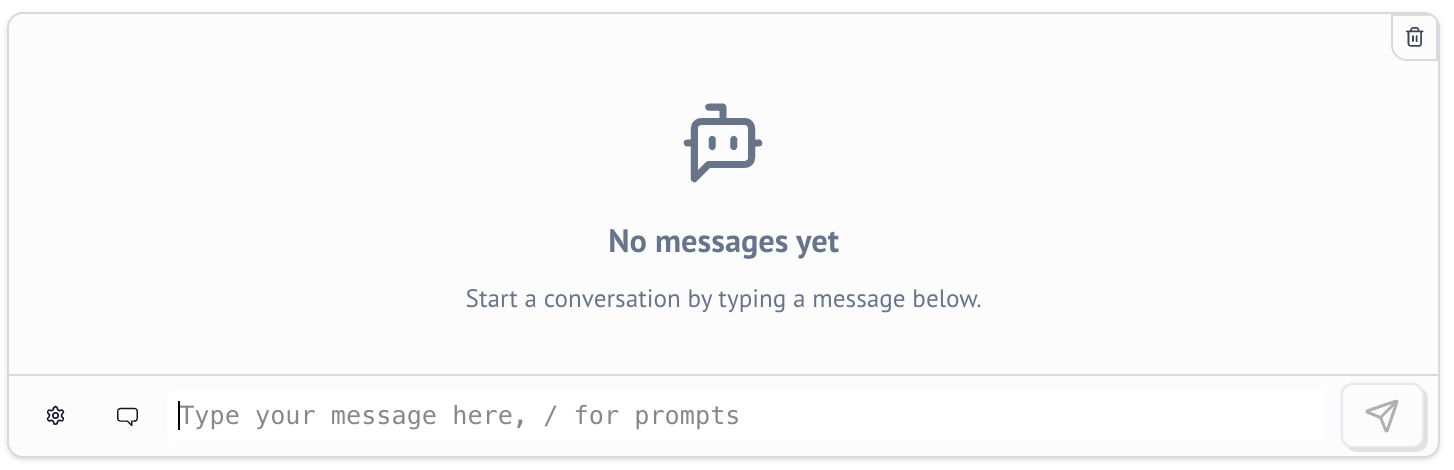 No messages yet
Start a conversation by typing a message below.
Type your message here, / for prompts